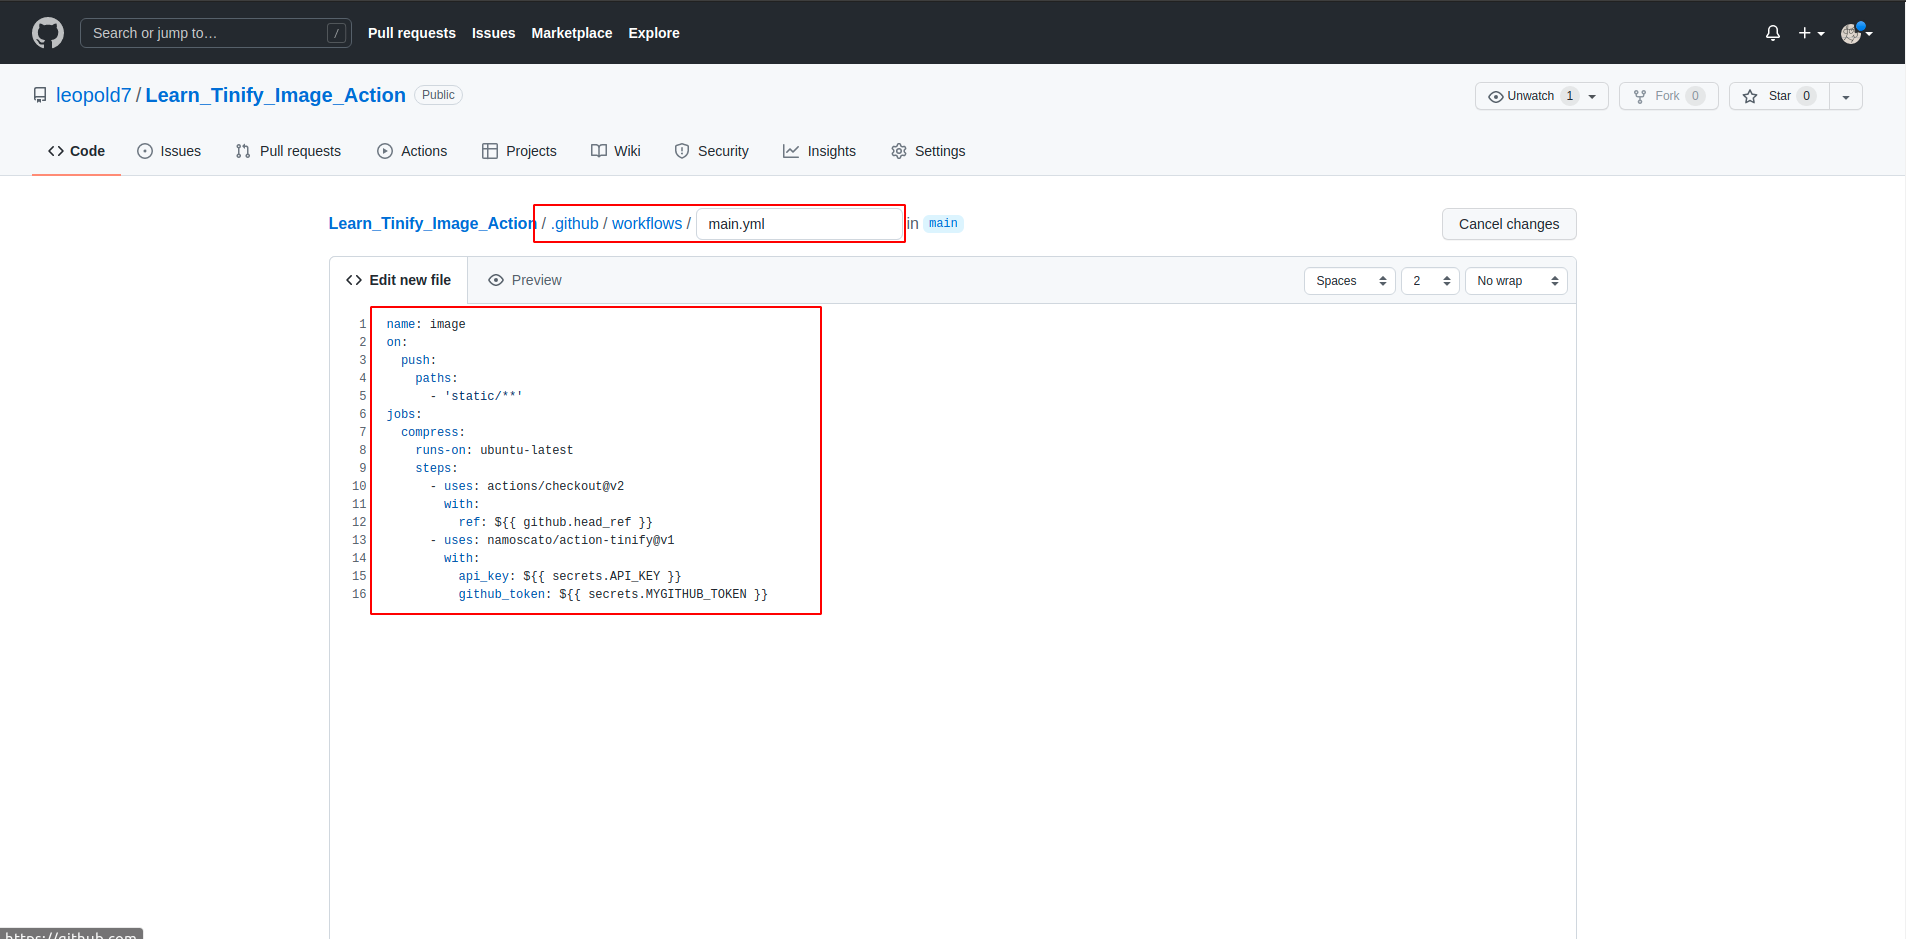 Search or jump to… /
Pull requests Issues Marketplace Explore
leopold7 / Learn_Tinify_Image_Action Public
Unwatch 1 Fork 0 Star 0
Code Issues Pull requests Actions Projects Wiki Security Insights Settings
Learn_Tinify_Image_Action / .github / workflows / main.yml in main
Cancel changes
Edit new file Preview
Spaces 2 No wrap
1 name: image
2 on:
3   push:
4     paths:
5       - 'static/**'
6 jobs:
7   compress:
8     runs-on: ubuntu-latest
9     steps:
10       - uses: actions/checkout@v2
11         with:
12           ref: ${{ github.head_ref }}
13       - uses: namoscato/action-tinify@v1
14         with:
15           api_key: ${{ secrets.API_KEY }}
16           github_token: ${{ secrets.MYGITHUB_TOKEN }}
https://github.com